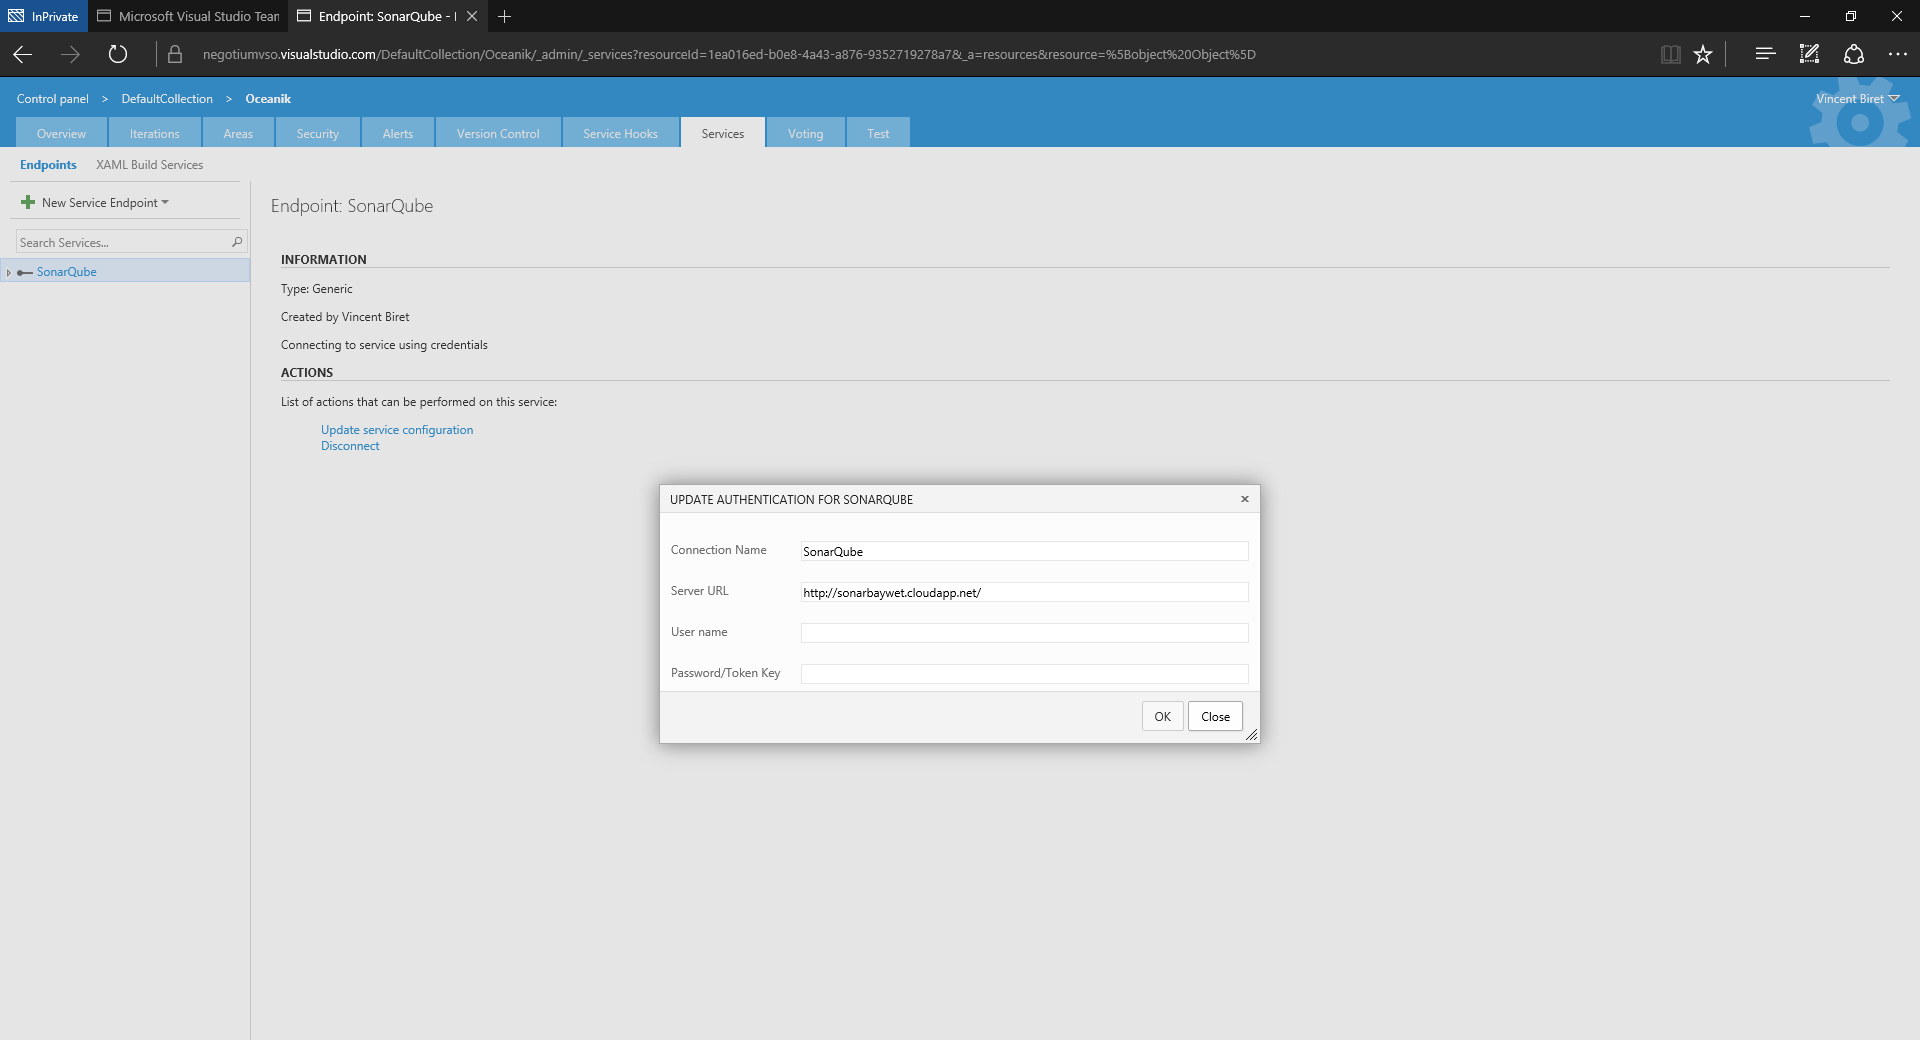 InPrivate
Microsoft Visual Studio Tean
Endpoint: SonarQube -
negotiumvso.visualstudio.com/DefaultCollection/Oceanik/_admin/_services?resourceId=1ea016ed-b0e8-4a43-a876-9352719278a7&_a=resources&resource=%5Bobject%20Object%5D
Control panel > DefaultCollection > Oceanik
Vincent Biret
Overview Iterations Areas Security Alerts Version Control Service Hooks Services Voting Test
Endpoints XAML Build Services
New Service Endpoint
Search Services...
SonarQube
Endpoint: SonarQube
INFORMATION
Type: Generic
Created by Vincent Biret
Connecting to service using credentials
ACTIONS
List of actions that can be performed on this service:
Update service configuration
Disconnect
UPDATE AUTHENTICATION FOR SONARQUBE
Connection Name SonarQube
Server URL http://sonarbaywet.cloudapp.net/
User name
Password/Token Key
OK Close